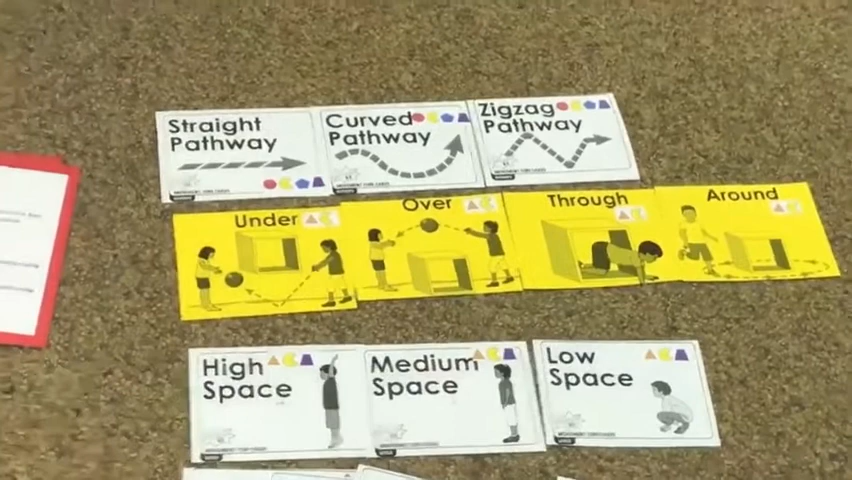 Straight
Pathway
Curved
Pathway
Zigzag
Pathway
Under
Over
Through
Around
High
Space
Medium
Space
Low
Space